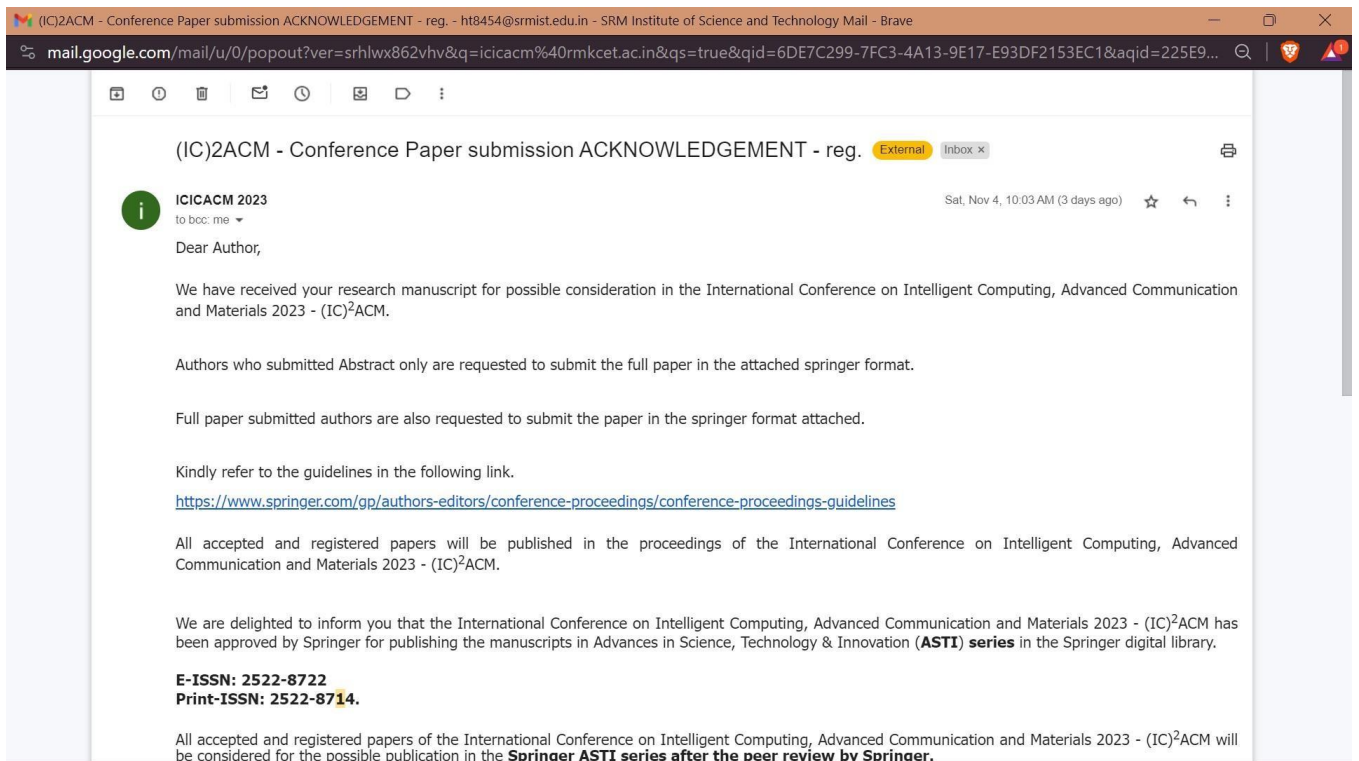 (IC)2ACM - Conference Paper submission ACKNOWLEDGEMENT - reg. - ht8454@srmist.edu.in - SRM Institute of Science and Technology Mail - Brave
mail.google.com/mail/u/0/popout?ver=srhlwx862vhv&q=icicacm%40rmkcet.ac.in&qs=true&qid=6DE7C299-7FC3-4A13-9E17-E93DF2153EC1&aqid=225E9...
(IC)2ACM - Conference Paper submission ACKNOWLEDGEMENT - reg. External Inbox ×
i
ICICACM 2023 Sat, Nov 4, 10:03 AM (3 days ago)
to bcc: me
Dear Author,
We have received your research manuscript for possible consideration in the International Conference on Intelligent Computing, Advanced Communication
and Materials 2023 - (IC)²ACM.
Authors who submitted Abstract only are requested to submit the full paper in the attached springer format.
Full paper submitted authors are also requested to submit the paper in the springer format attached.
Kindly refer to the guidelines in the following link.
https://www.springer.com/gp/authors-editors/conference-proceedings/conference-proceedings-guidelines
All accepted and registered papers will be published in the proceedings of the International Conference on Intelligent Computing, Advanced
Communication and Materials 2023 - (IC)²ACM.
We are delighted to inform you that the International Conference on Intelligent Computing, Advanced Communication and Materials 2023 - (IC)²ACM has
been approved by Springer for publishing the manuscripts in Advances in Science, Technology & Innovation (ASTI) series in the Springer digital library.
E-ISSN: 2522-8722
Print-ISSN: 2522-8714.
All accepted and registered papers of the International Conference on Intelligent Computing, Advanced Communication and Materials 2023 - (IC)²ACM will
be considered for the possible publication in the Springer ASTI series after the peer review by Springer.